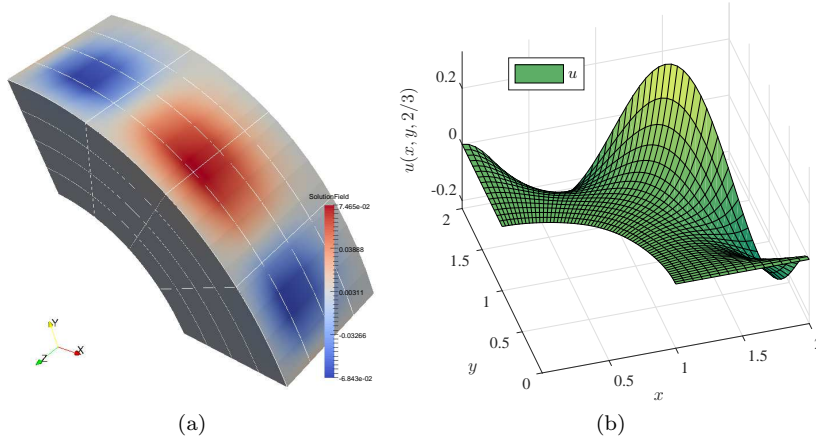 SolutionField
7.465e-02
0.03888
0.00311
-0.03266
-6.843e-02
Y
X
Z
(a)
u
u(x, y, 2/3)
0.2
0
-0.2
2
1.5
1
0.5
0
y
0.5
1
1.5
2
x
(b)